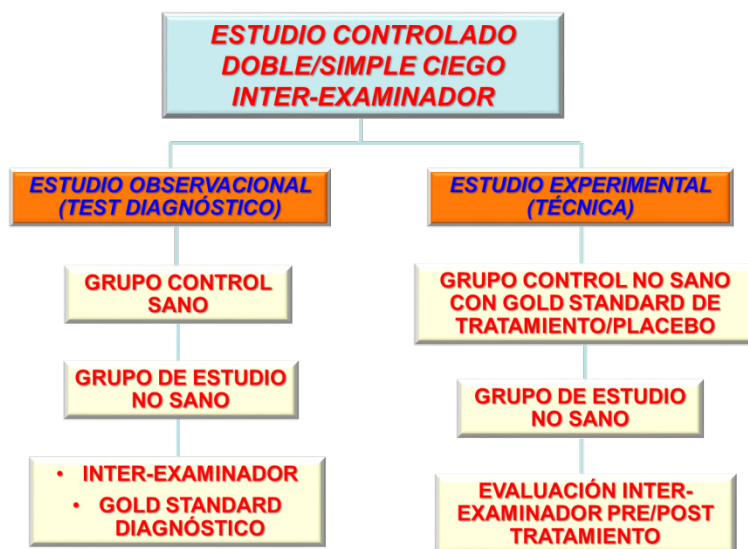 ESTUDIO CONTROLADO
DOBLE/SIMPLE CIEGO
INTER-EXAMINADOR
ESTUDIO OBSERVACIONAL
(TEST DIAGNÓSTICO)
GRUPO CONTROL
SANO
GRUPO DE ESTUDIO
NO SANO
• INTER-EXAMINADOR
• GOLD STANDARD
DIAGNÓSTICO
ESTUDIO EXPERIMENTAL
(TÉCNICA)
GRUPO CONTROL NO SANO
CON GOLD STANDARD DE
TRATAMIENTO/PLACEBO
GRUPO DE ESTUDIO
NO SANO
EVALUACIÓN INTER-
EXAMINADOR PRE/POST
TRATAMIENTO